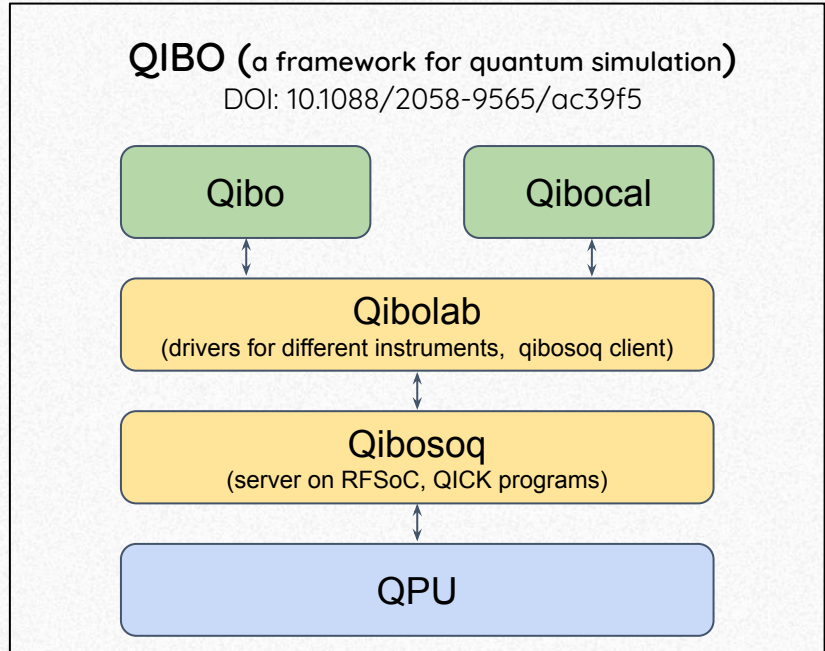 QIBO (a framework for quantum simulation)
DOI: 10.1088/2058-9565/ac39f5
Qibo
Qibocal
Qibolab
(drivers for different instruments, qibosoq client)
Qibosoq
(server on RFSoC, QICK programs)
QPU